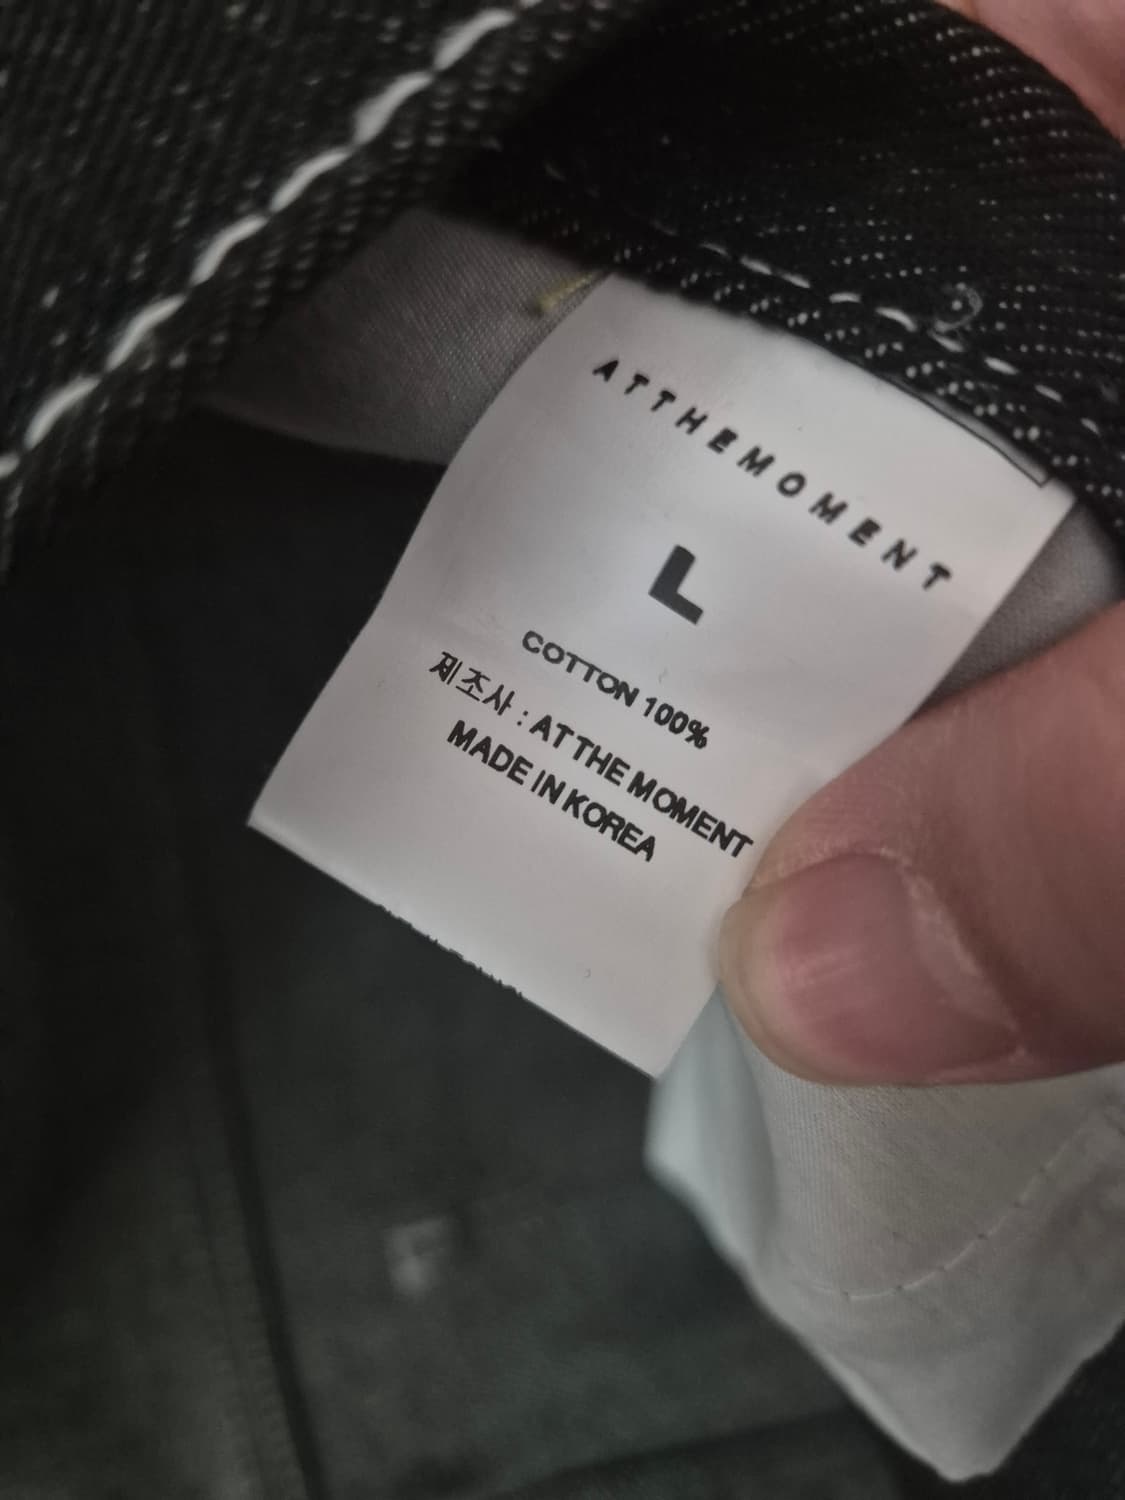 ATTHEMOMENT
L
COTTON 100%
제조사 : AT THE MOMENT
MADE IN KOREA